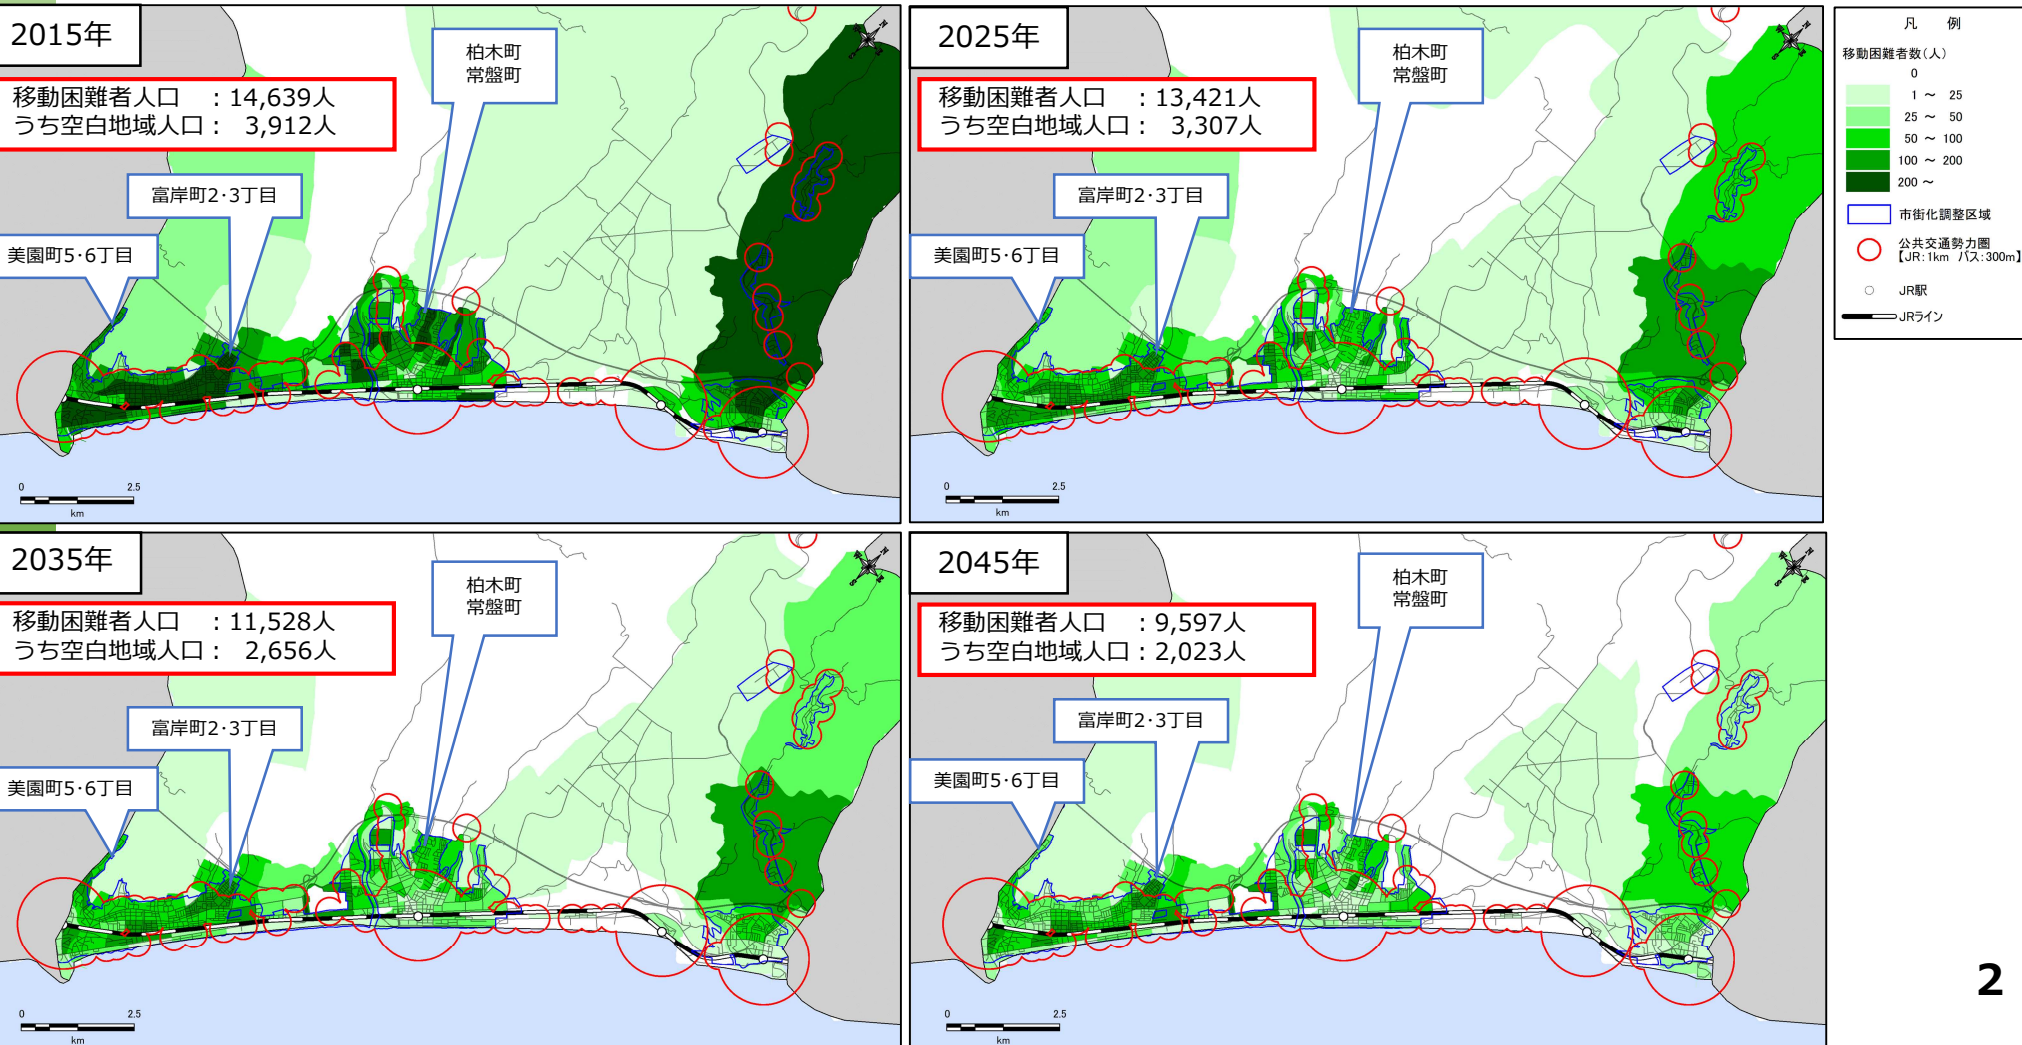 2015年
移動困難者人口　：14,639人
うち空白地域人口：　3,912人
柏木町
常盤町
富岸町2･3丁目
美園町5･6丁目
0 2.5
km
2025年
移動困難者人口　：13,421人
うち空白地域人口：　3,307人
柏木町
常盤町
富岸町2･3丁目
美園町5･6丁目
0 2.5
km
凡　例
移動困難者数(人)
0
1 ～ 25
25 ～ 50
50 ～ 100
100 ～ 200
200 ～
市街化調整区域
公共交通勢力圏
【JR:1km バス:300m】
JR駅
JRライン
2035年
移動困難者人口　：11,528人
うち空白地域人口：　2,656人
柏木町
常盤町
富岸町2･3丁目
美園町5･6丁目
0 2.5
km
2045年
移動困難者人口　：9,597人
うち空白地域人口：2,023人
柏木町
常盤町
富岸町2･3丁目
美園町5･6丁目
0 2.5
km
2